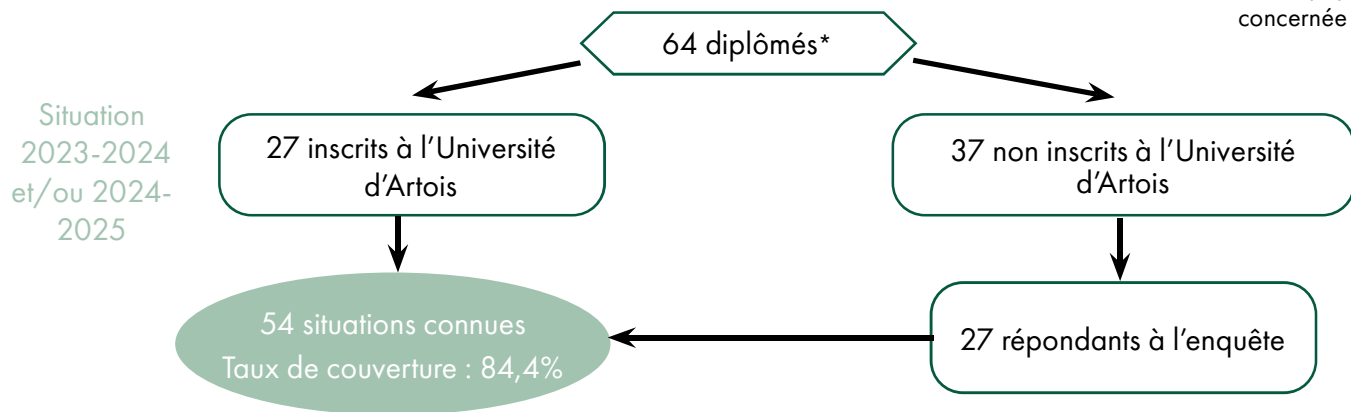 concernée
64 diplômés*
Situation
2023-2024
et/ou 2024-
2025
27 inscrits à l'Université
d'Artois
37 non inscrits à l'Université
d'Artois
54 situations connues
Taux de couverture : 84,4%
27 répondants à l'enquête